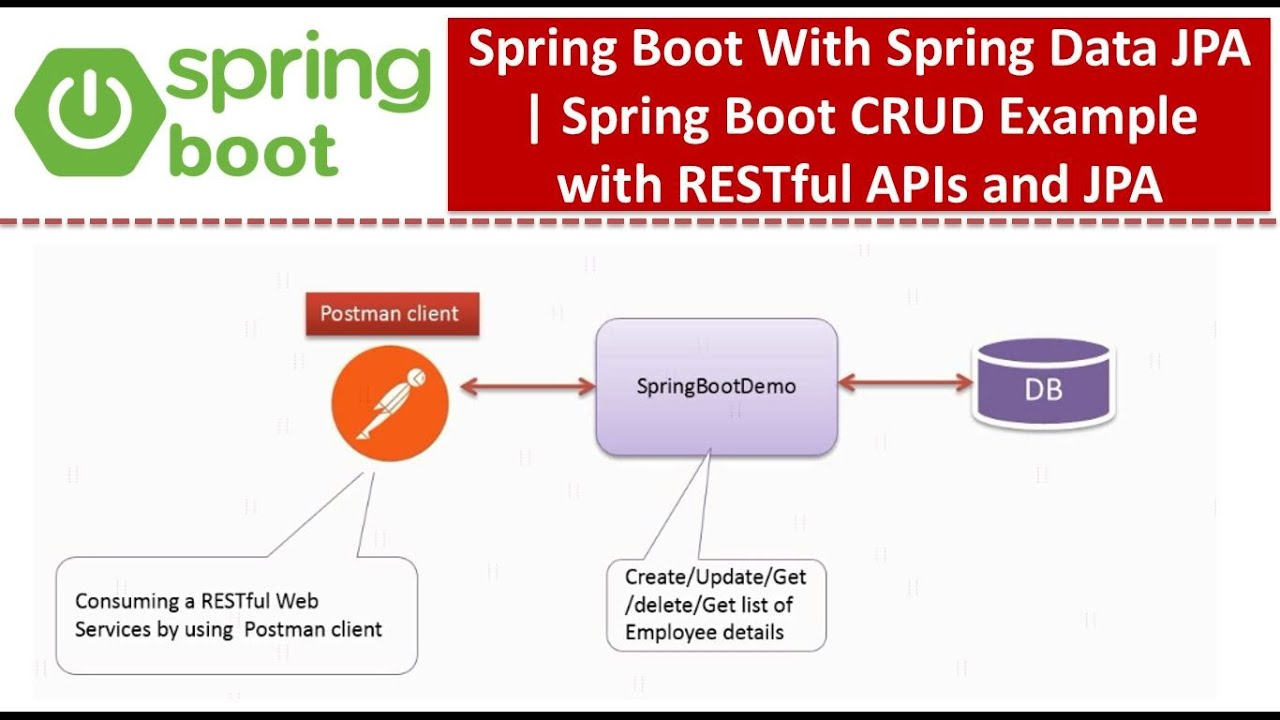 spring
boot
Spring Boot With Spring Data JPA
| Spring Boot CRUD Example
with RESTful APIs and JPA
Postman client
SpringBootDemo
DB
Consuming a RESTful Web
Services by using Postman client
Create/Update/Get
/delete/Get list of
Employee details